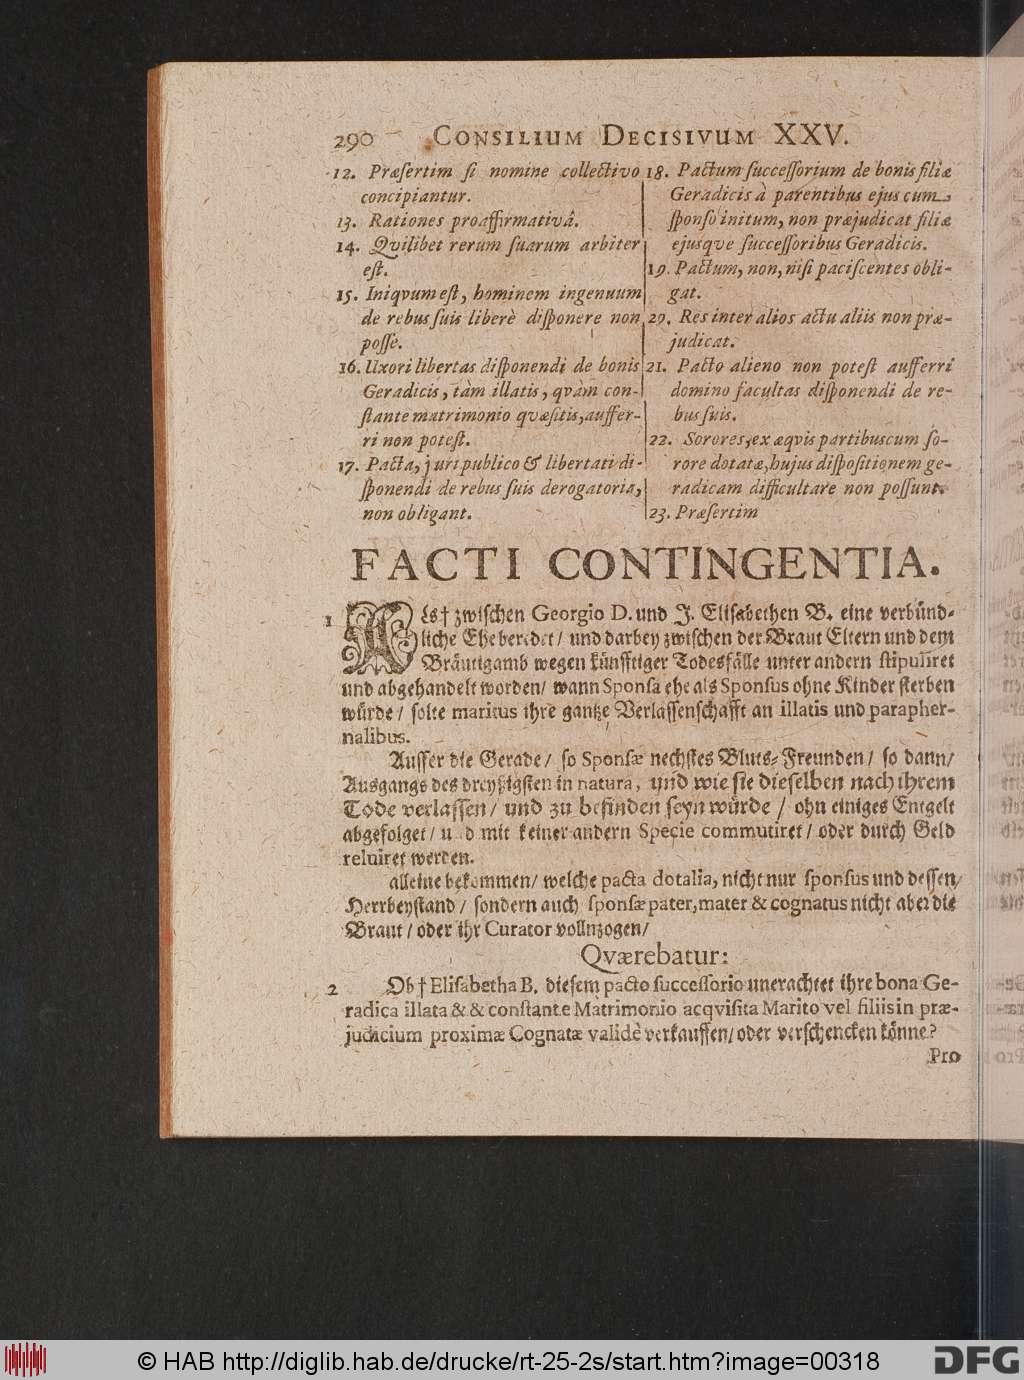 290 CONSILIUM DECISIVUM XXV.
12. Præſertim ſi nomine collectivo
concipiantur.
13. Rationes proaffirmativâ.
14. Qvilibet rerum ſuarum arbiter
eſt.
15. Iniqvum eſt, hominem ingenuum
de rebus ſuis liberè diſponere non
poſſe.
16. Uxori libertas diſponendi de bonis
Geradicis, tàm illatis, qvàm con-
ſtante matrimonio qvæſitis, auffer-
ri non poteſt.
17. Pacta, juri publico & libertati di-
ſponendi de rebus ſuis derogatoria,
non obligant.
18. Pactum ſucceſſorium de bonis filiæ
Geradicis à parentibus ejus cum
ſponſo initum, non præjudicat filiæ
ejusqve ſucceſſoribus Geradicis.
19. Pactum, non, niſi paciſcentes obli-
gat.
20. Res inter alios actu aliis non præ-
judicat.
21. Pacto alieno non poteſt aufferri
domino facultas diſponendi de re-
bus ſuis.
22. Sorores, ex æqvis partibus cum ſo-
rore dotatæ, hujus diſpoſitionem ge-
radicam difficultare non poſſunt.
23. Præſertim
FACTI CONTINGENTIA.
1 Als† zwiſchen Georgio D. und J. Eliſabethen B. eine verbünd-
liche Eheberedet / und darbey zwiſchen der Braut Eltern und dem
Bräutigamb wegen künfftiger Todesfälle unter andern ſtipuliret
und abgehandelt worden / wann Sponſa ehe als Sponſus ohne Kinder ſterben
würde / ſolte maritus ihre gantze Verlaſſenſchafft an illatis und parapher-
nalibus.
Auſſer die Gerade / ſo Sponſæ nechſtes Bluts-Freunden / ſo dann /
Ausgangs des dreyßigſten in natura, und wie ſie dieſelben nach ihrem
Tode verlaſſen / und zu befinden ſeyn würde / ohn einiges Entgelt
abgefolget / und mit keiner andern Specie commutiret / oder durch Geld
reluiret werden.
alleine bekommen / welche pacta dotalia, nicht nur ſponſus und deſſen /
Herrbeyſtand / ſondern auch ſponſæ pater, mater & cognatus nicht aber die
Braut / oder ihr Curator vollnzogen /
Qværebatur:
2 Ob† Eliſabetha B. dieſem pacto ſucceſſorio unerachtet ihre bona Ge-
radica illata & & conſtante Matrimonio acqviſita Marito vel filiis in præ-
judicium proximæ Cognatæ validè verkauffen / oder verſchencken könne?
Pro
© HAB http://diglib.hab.de/drucke/rt-25-2s/start.htm?image=00318
DFG